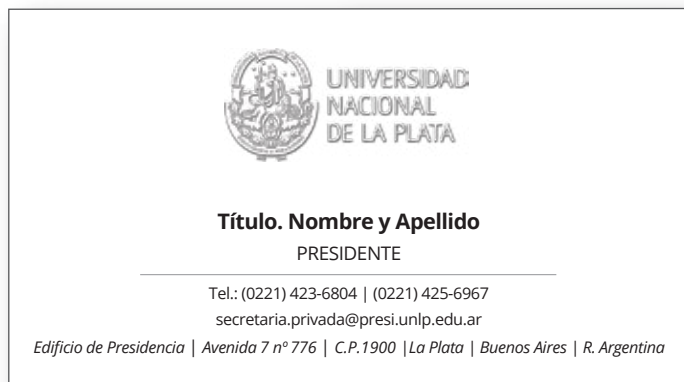 UNIVERSIDAD
NACIONAL
DE LA PLATA
Título. Nombre y Apellido
PRESIDENTE
Tel.: (0221) 423-6804 | (0221) 425-6967
secretaria.privada@presi.unlp.edu.ar
Edificio de Presidencia | Avenida 7 nº 776 | C.P.1900 |La Plata | Buenos Aires | R. Argentina